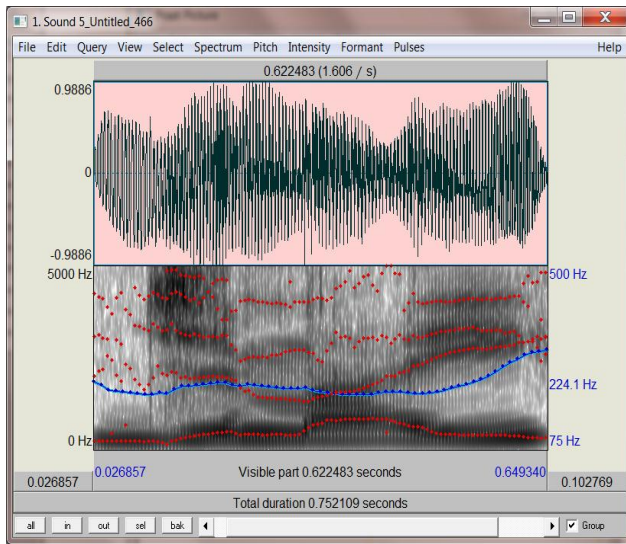 1. Sound 5_Untitled_466
File Edit Query View Select Spectrum Pitch Intensity Formant Pulses Help
0.622483 (1.606 / s)
0.9886
0
-0.9886
5000 Hz 500 Hz
224.1 Hz
0 Hz 75 Hz
0.026857 Visible part 0.622483 seconds 0.649340
0.026857 0.102769
Total duration 0.752109 seconds
all in out sel bak Group